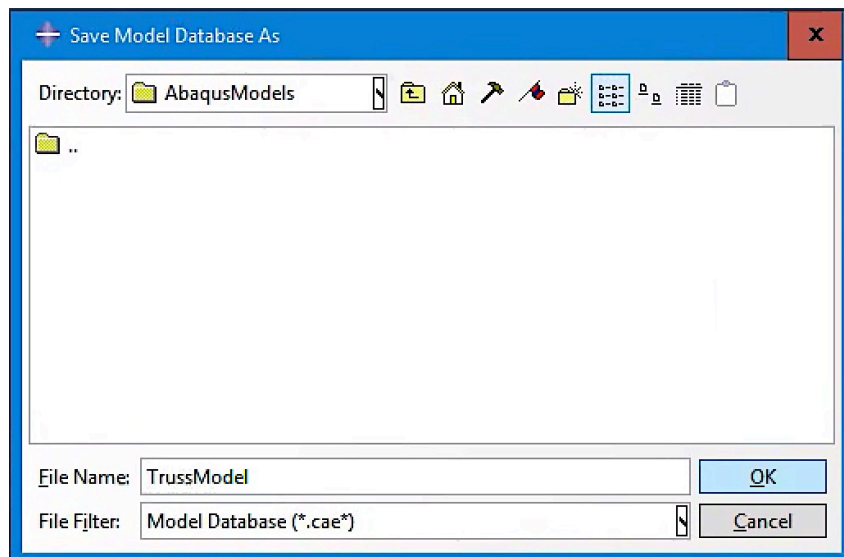 Save Model Database As
x
Directory: AbaqusModels
..
File Name: TrussModel OK
File Filter: Model Database (*.cae*) Cancel